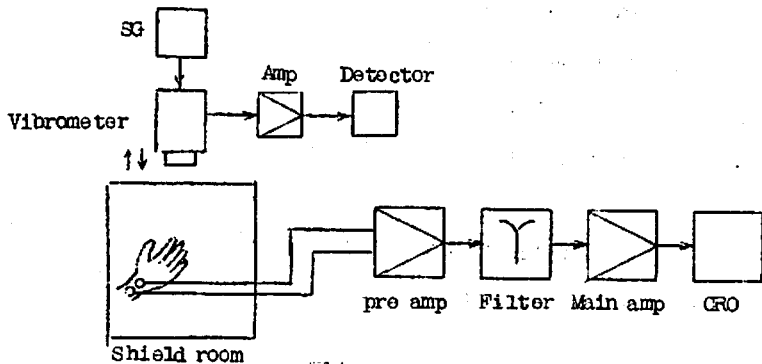 SG
Amp
Detector
Vibrometer
pre amp
Filter
Main amp
CRO
Shield room